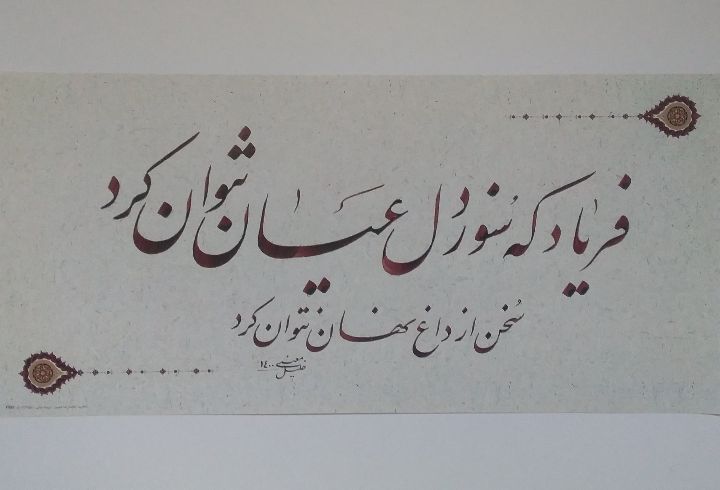 فریاد که سوز دل عیان نتوان کرد
سخن از داغ نهان نتوان کرد
۱۴۰۰